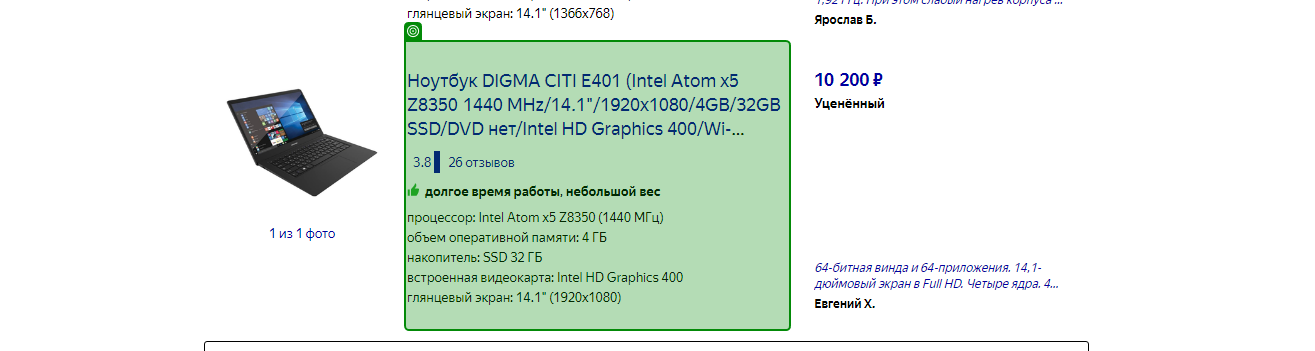 глянцевый экран: 14.1" (1366x768)
Ярослав Б.
Ноутбук DIGMA CITI E401 (Intel Atom x5
Z8350 1440 MHz/14.1"/1920x1080/4GB/32GB
SSD/DVD нет/Intel HD Graphics 400/Wi-...
3.8 26 отзывов
долгое время работы, небольшой вес
процессор: Intel Atom x5 Z8350 (1440 МГц)
объем оперативной памяти: 4 ГБ
накопитель: SSD 32 ГБ
встроенная видеокарта: Intel HD Graphics 400
глянцевый экран: 14.1" (1920x1080)
1 из 1 фото
10 200 ₽
Уценённый
64-битная винда и 64-приложения. 14,1-
дюймовый экран в Full HD. Четыре ядра. 4...
Евгений Х.